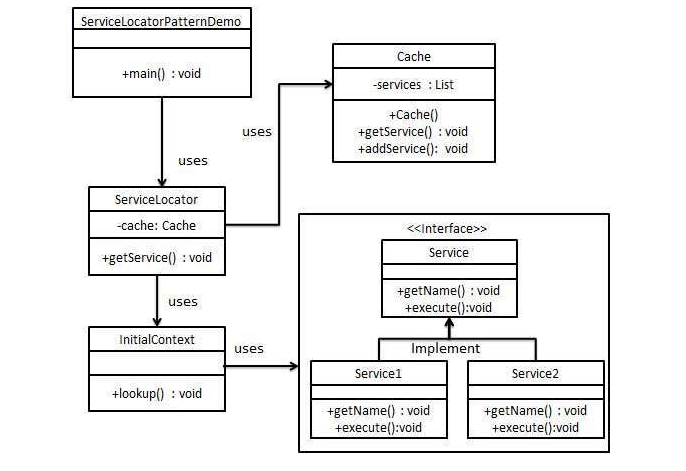 ServiceLocatorPatternDemo
+main() : void
uses
Cache
-services : List
+Cache()
+getService() : void
+addService(): void
uses
ServiceLocator
-cache: Cache
+getService() : void
uses
InitialContext
+lookup() : void
uses
<<Interface>>
Service
+getName() : void
+execute():void
Implement
Service1
+getName() : void
+execute():void
Service2
+getName() : void
+execute():void